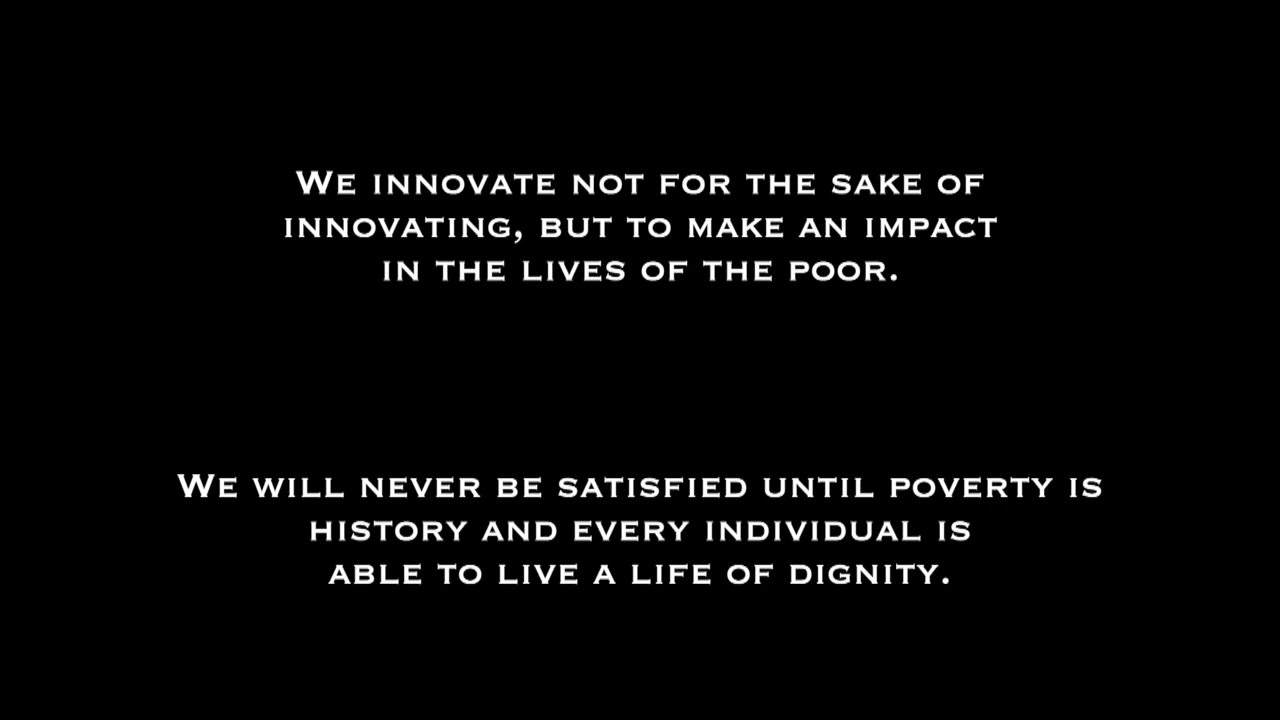 We innovate not for the sake of
innovating, but to make an impact
in the lives of the poor.
We will never be satisfied until poverty is
history and every individual is
able to live a life of dignity.